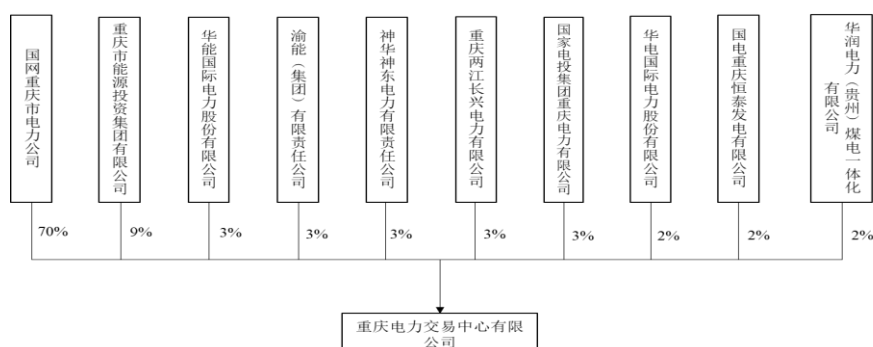 国网重庆市电力公司
重庆市能源投资集团有限公司
华能国际电力股份有限公司
渝能（集团）有限责任公司
神华神东电力有限责任公司
重庆两江长兴电力有限公司
国家电投集团重庆电力有限公司
华电国际电力股份有限公司
国电重庆恒泰发电有限公司
华润电力（贵州）煤电一体化
有限公司
70%
9%
3%
3%
3%
3%
3%
2%
2%
2%
重庆电力交易中心有限
公司